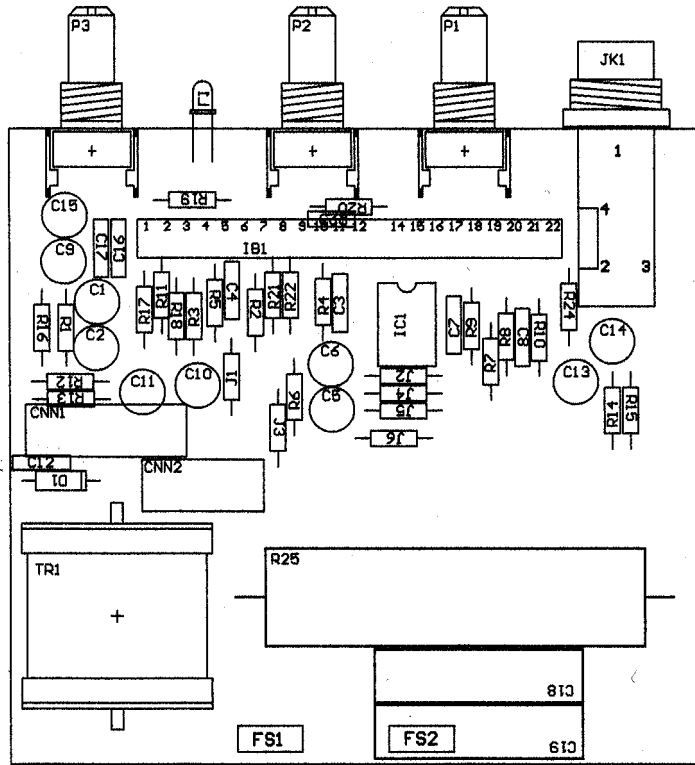 P3
P2
P1
JK1
L1
1
C15
R19
R20
4
1 2 3 4 5 6 7 8 9 10 11 12 14 15 16 17 18 19 20 21 22
IB1
C9
C17
C16
2
3
C1
R17
R11
R18
R3
R5
C4
R2
R21
R22
R4
C3
IC1
C7
R8
C8
R10
R24
R16
R1
C2
R7
C14
C6
J2
R12
C11
C10
J1
J4
C13
R13
J5
CNN1
J3
C5
R14
R15
J6
C12
CNN2
D1
TR1
R25
C18
FS1
FS2
C19